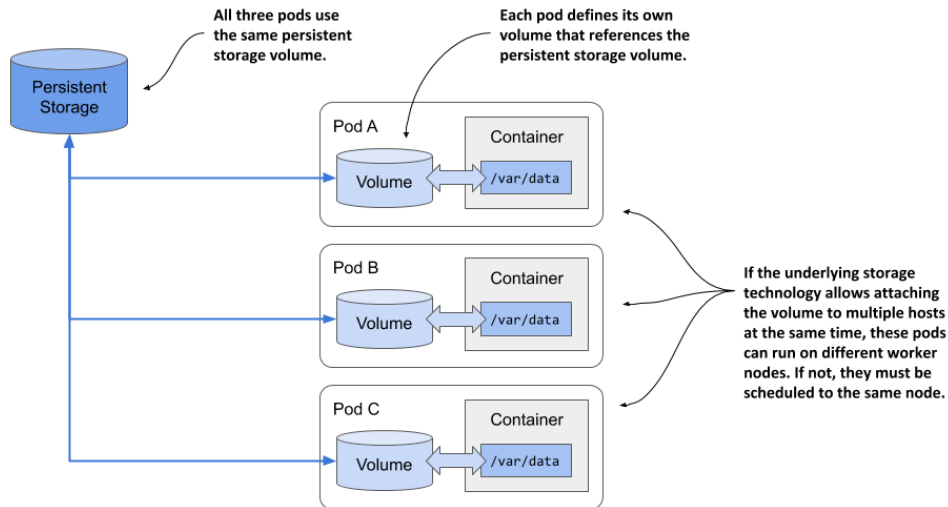 All three pods use
the same persistent
storage volume.
Each pod defines its own
volume that references the
persistent storage volume.
Persistent
Storage
Pod A
Container
Volume
/var/data
Pod B
Container
Volume
/var/data
If the underlying storage
technology allows attaching
the volume to multiple hosts
at the same time, these pods
can run on different worker
nodes. If not, they must be
scheduled to the same node.
Pod C
Container
Volume
/var/data